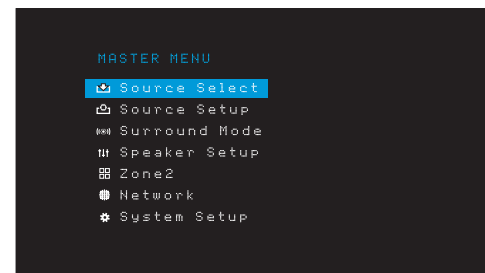 MASTER MENU
Source Select
Source Setup
Surround Mode
Speaker Setup
Zone2
Network
System Setup